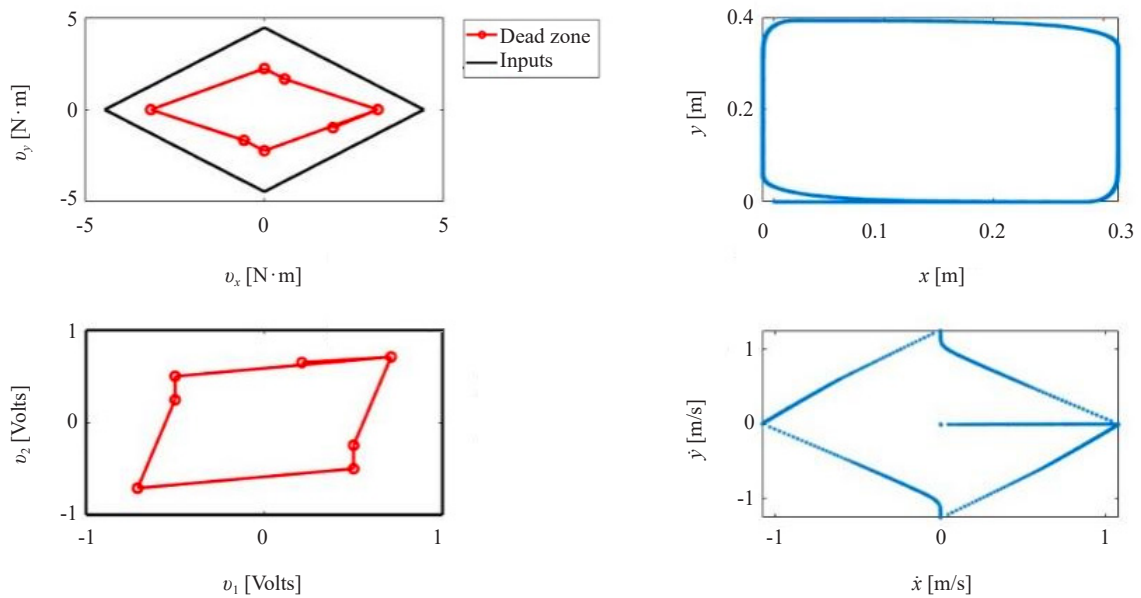 5
0
-5
-5
0
5
υy [N·m]
υx [N·m]
Dead zone
Inputs
0.4
0.2
0
0
0.1
0.2
0.3
y [m]
x [m]
1
0
-1
-1
0
1
υ2 [Volts]
υ1 [Volts]
1
0
-1
-1
0
1
ẏ [m/s]
ẋ [m/s]